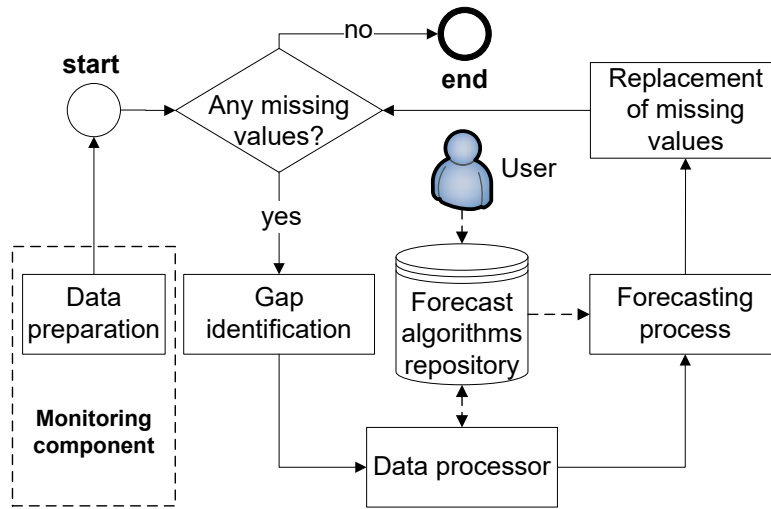 no
start
end
Any missing
values?
Replacement
of missing
values
User
yes
Data
preparation
Gap
identification
Forecast
algorithms
repository
Forecasting
process
Monitoring
component
Data processor